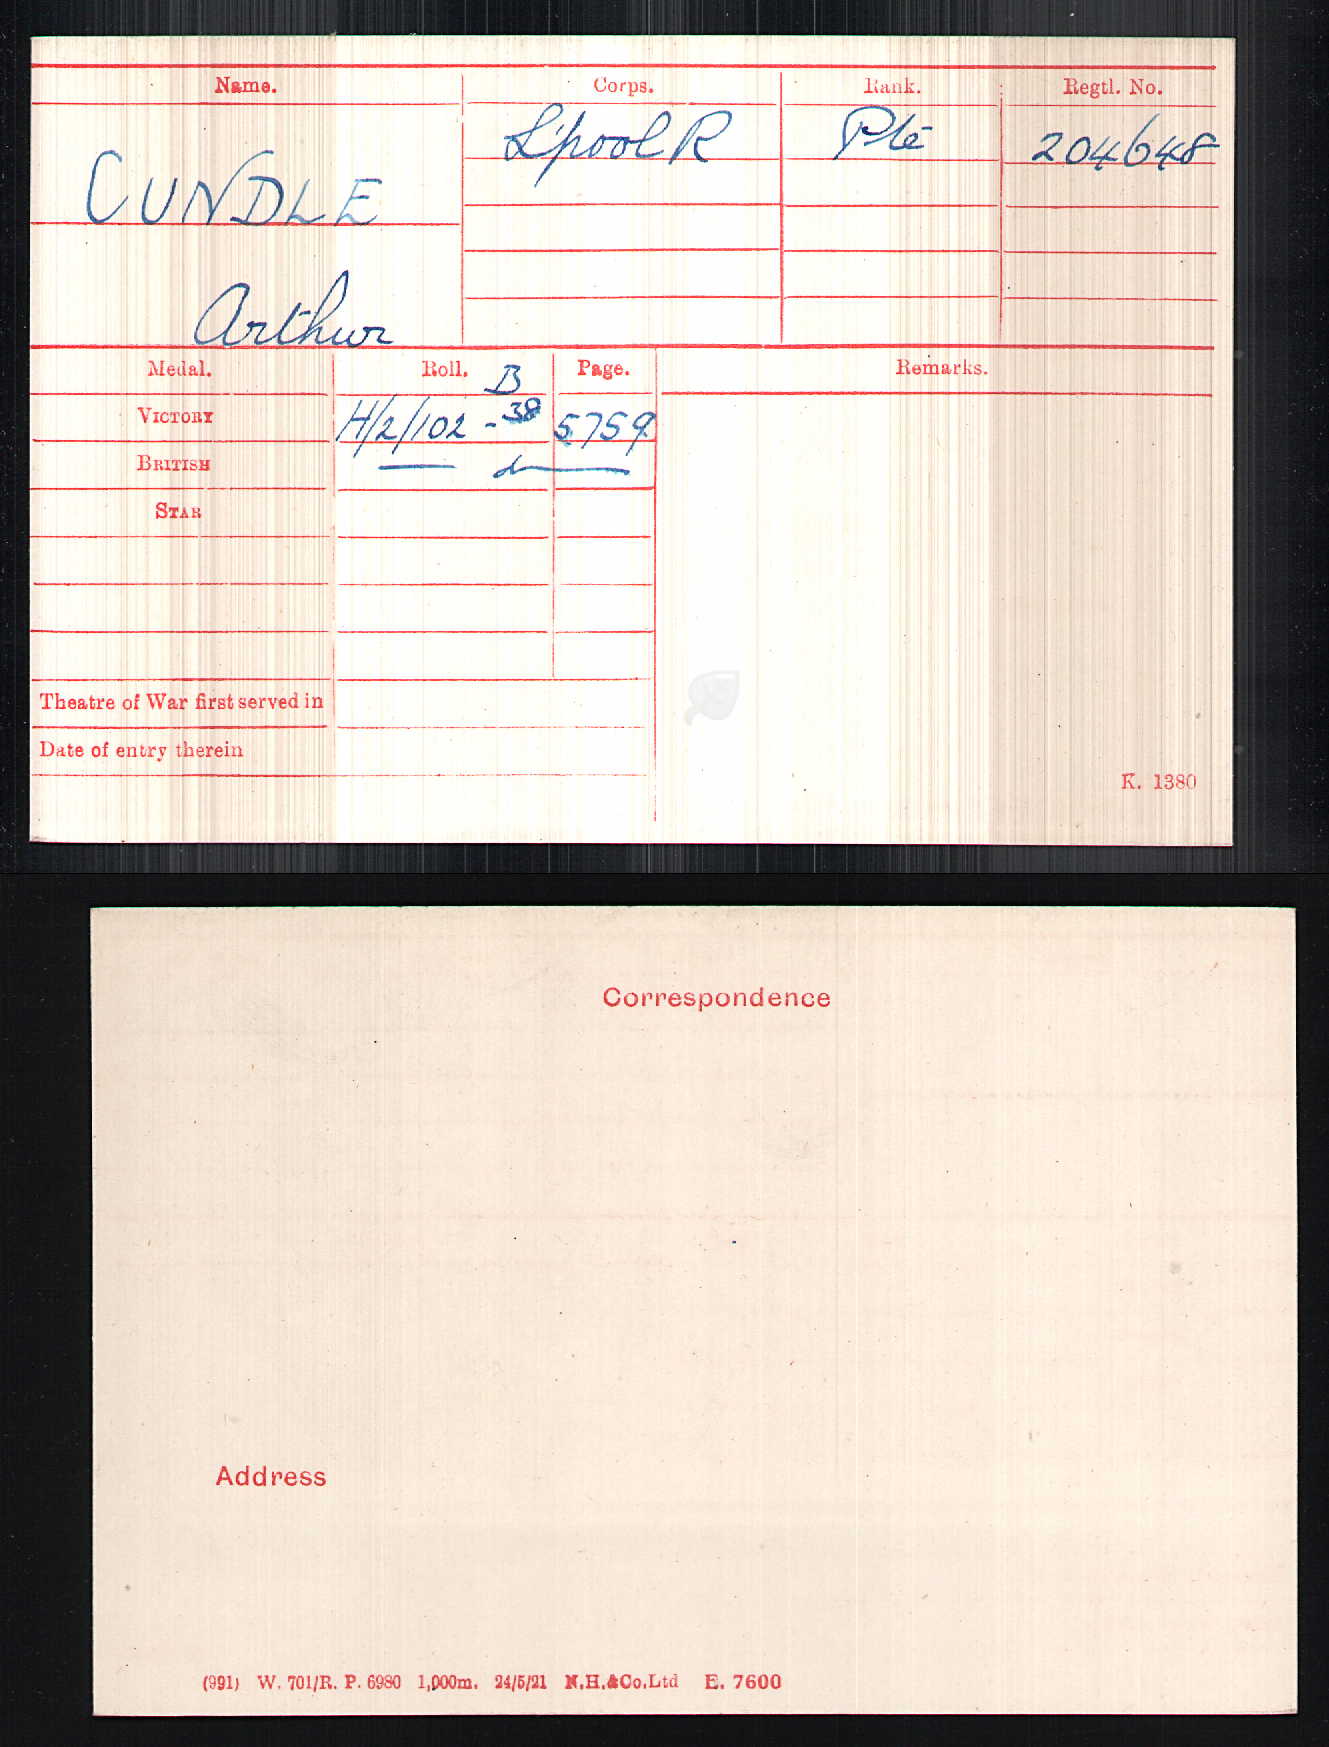 Name. Corps. Rank. Regtl. No.
CUNDLE L'pool R Pte 204648
Arthur
Medal. Roll. B Page. Remarks.
VICTORY H/2/102 - 38 5759
BRITISH — d —
STAR
Theatre of War first served in
Date of entry therein
K. 1380
Correspondence
Address
(991) W. 701/R. P. 6980 1,000m. 24/5/21 N.H.&Co.Ltd E. 7600